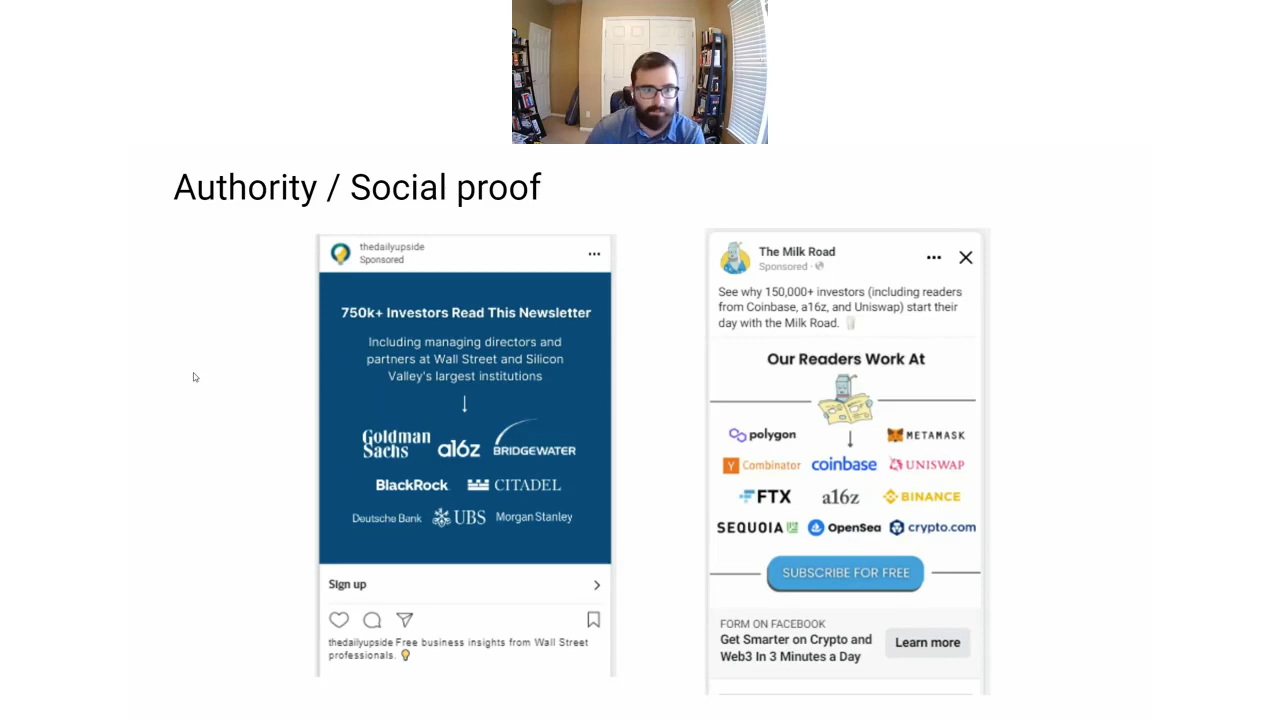 Authority / Social proof
thedailyupside
Sponsored
750k+ Investors Read This Newsletter
Including managing directors and
partners at Wall Street and Silicon
Valley's largest institutions
Goldman
Sachs
a16z
BRIDGEWATER
BlackRock
CITADEL
Deutsche Bank
UBS
Morgan Stanley
Sign up
thedailyupside Free business insights from Wall Street
professionals.
The Milk Road
Sponsored ·
See why 150,000+ investors (including readers
from Coinbase, a16z, and Uniswap) start their
day with the Milk Road.
Our Readers Work At
polygon
METAMASK
Y Combinator
coinbase
UNISWAP
FTX
a16z
BINANCE
SEQUOIA
OpenSea
crypto.com
SUBSCRIBE FOR FREE
FORM ON FACEBOOK
Get Smarter on Crypto and
Web3 In 3 Minutes a Day
Learn more